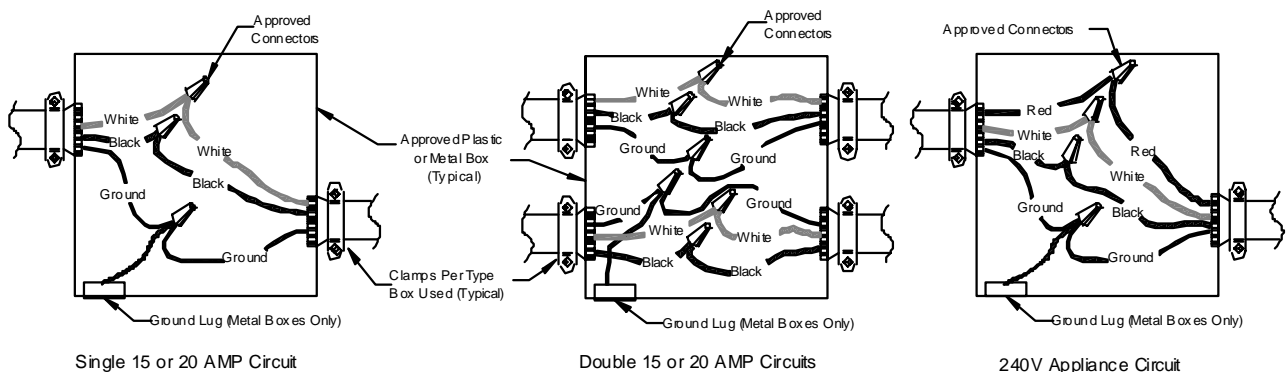 Approved
Connectors
White
Black
White
Black
Ground
Ground
Ground Lug (Metal Boxes Only)
Single 15 or 20 AMP Circuit
Approved Plastic
or Metal Box
(Typical)
Clamps Per Type
Box Used (Typical)
Approved
Connectors
White
White
Black
Black
Ground
Ground
Ground
Ground
White
White
Black
Black
Ground Lug (Metal Boxes Only)
Double 15 or 20 AMP Circuits
Approved Connectors
Red
White
Black
Red
White
Ground
Black
Ground
Ground Lug (Metal Boxes Only)
240V Appliance Circuit